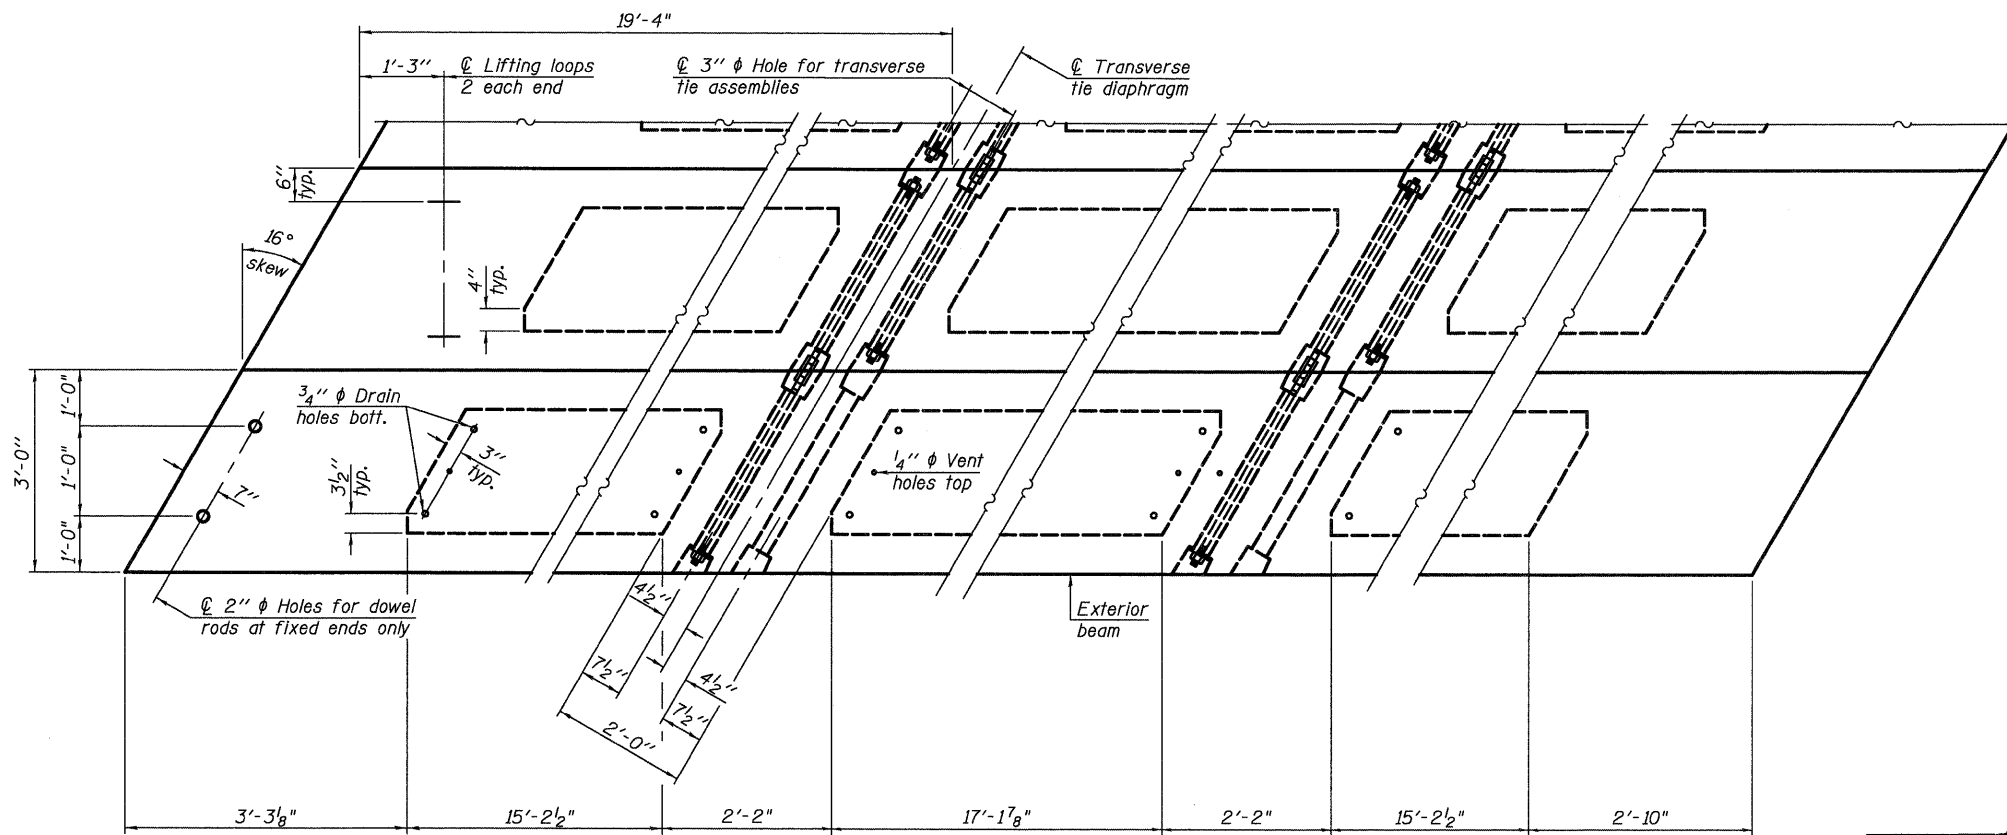 19'-4"
1'-3"
℄ Lifting loops
2 each end
℄ 3" ϕ Hole for transverse
tie assemblies
℄ Transverse
tie diaphragm
6"
typ.
16°
skew
4"
typ.
3'-0"
1'-0"
1'-0"
1'-0"
3/4" ϕ Drain
holes bott.
7"
3 1/2"
typ.
3"
typ.
1/4" ϕ Vent
holes top
℄ 2" ϕ Holes for dowel
rods at fixed ends only
Exterior
beam
4 1/2"
7 1/2"
4 1/2"
7 1/2"
2'-0"
3'-3 1/8"
15'-2 1/2"
2'-2"
17'-1 7/8"
2'-2"
15'-2 1/2"
2'-10"